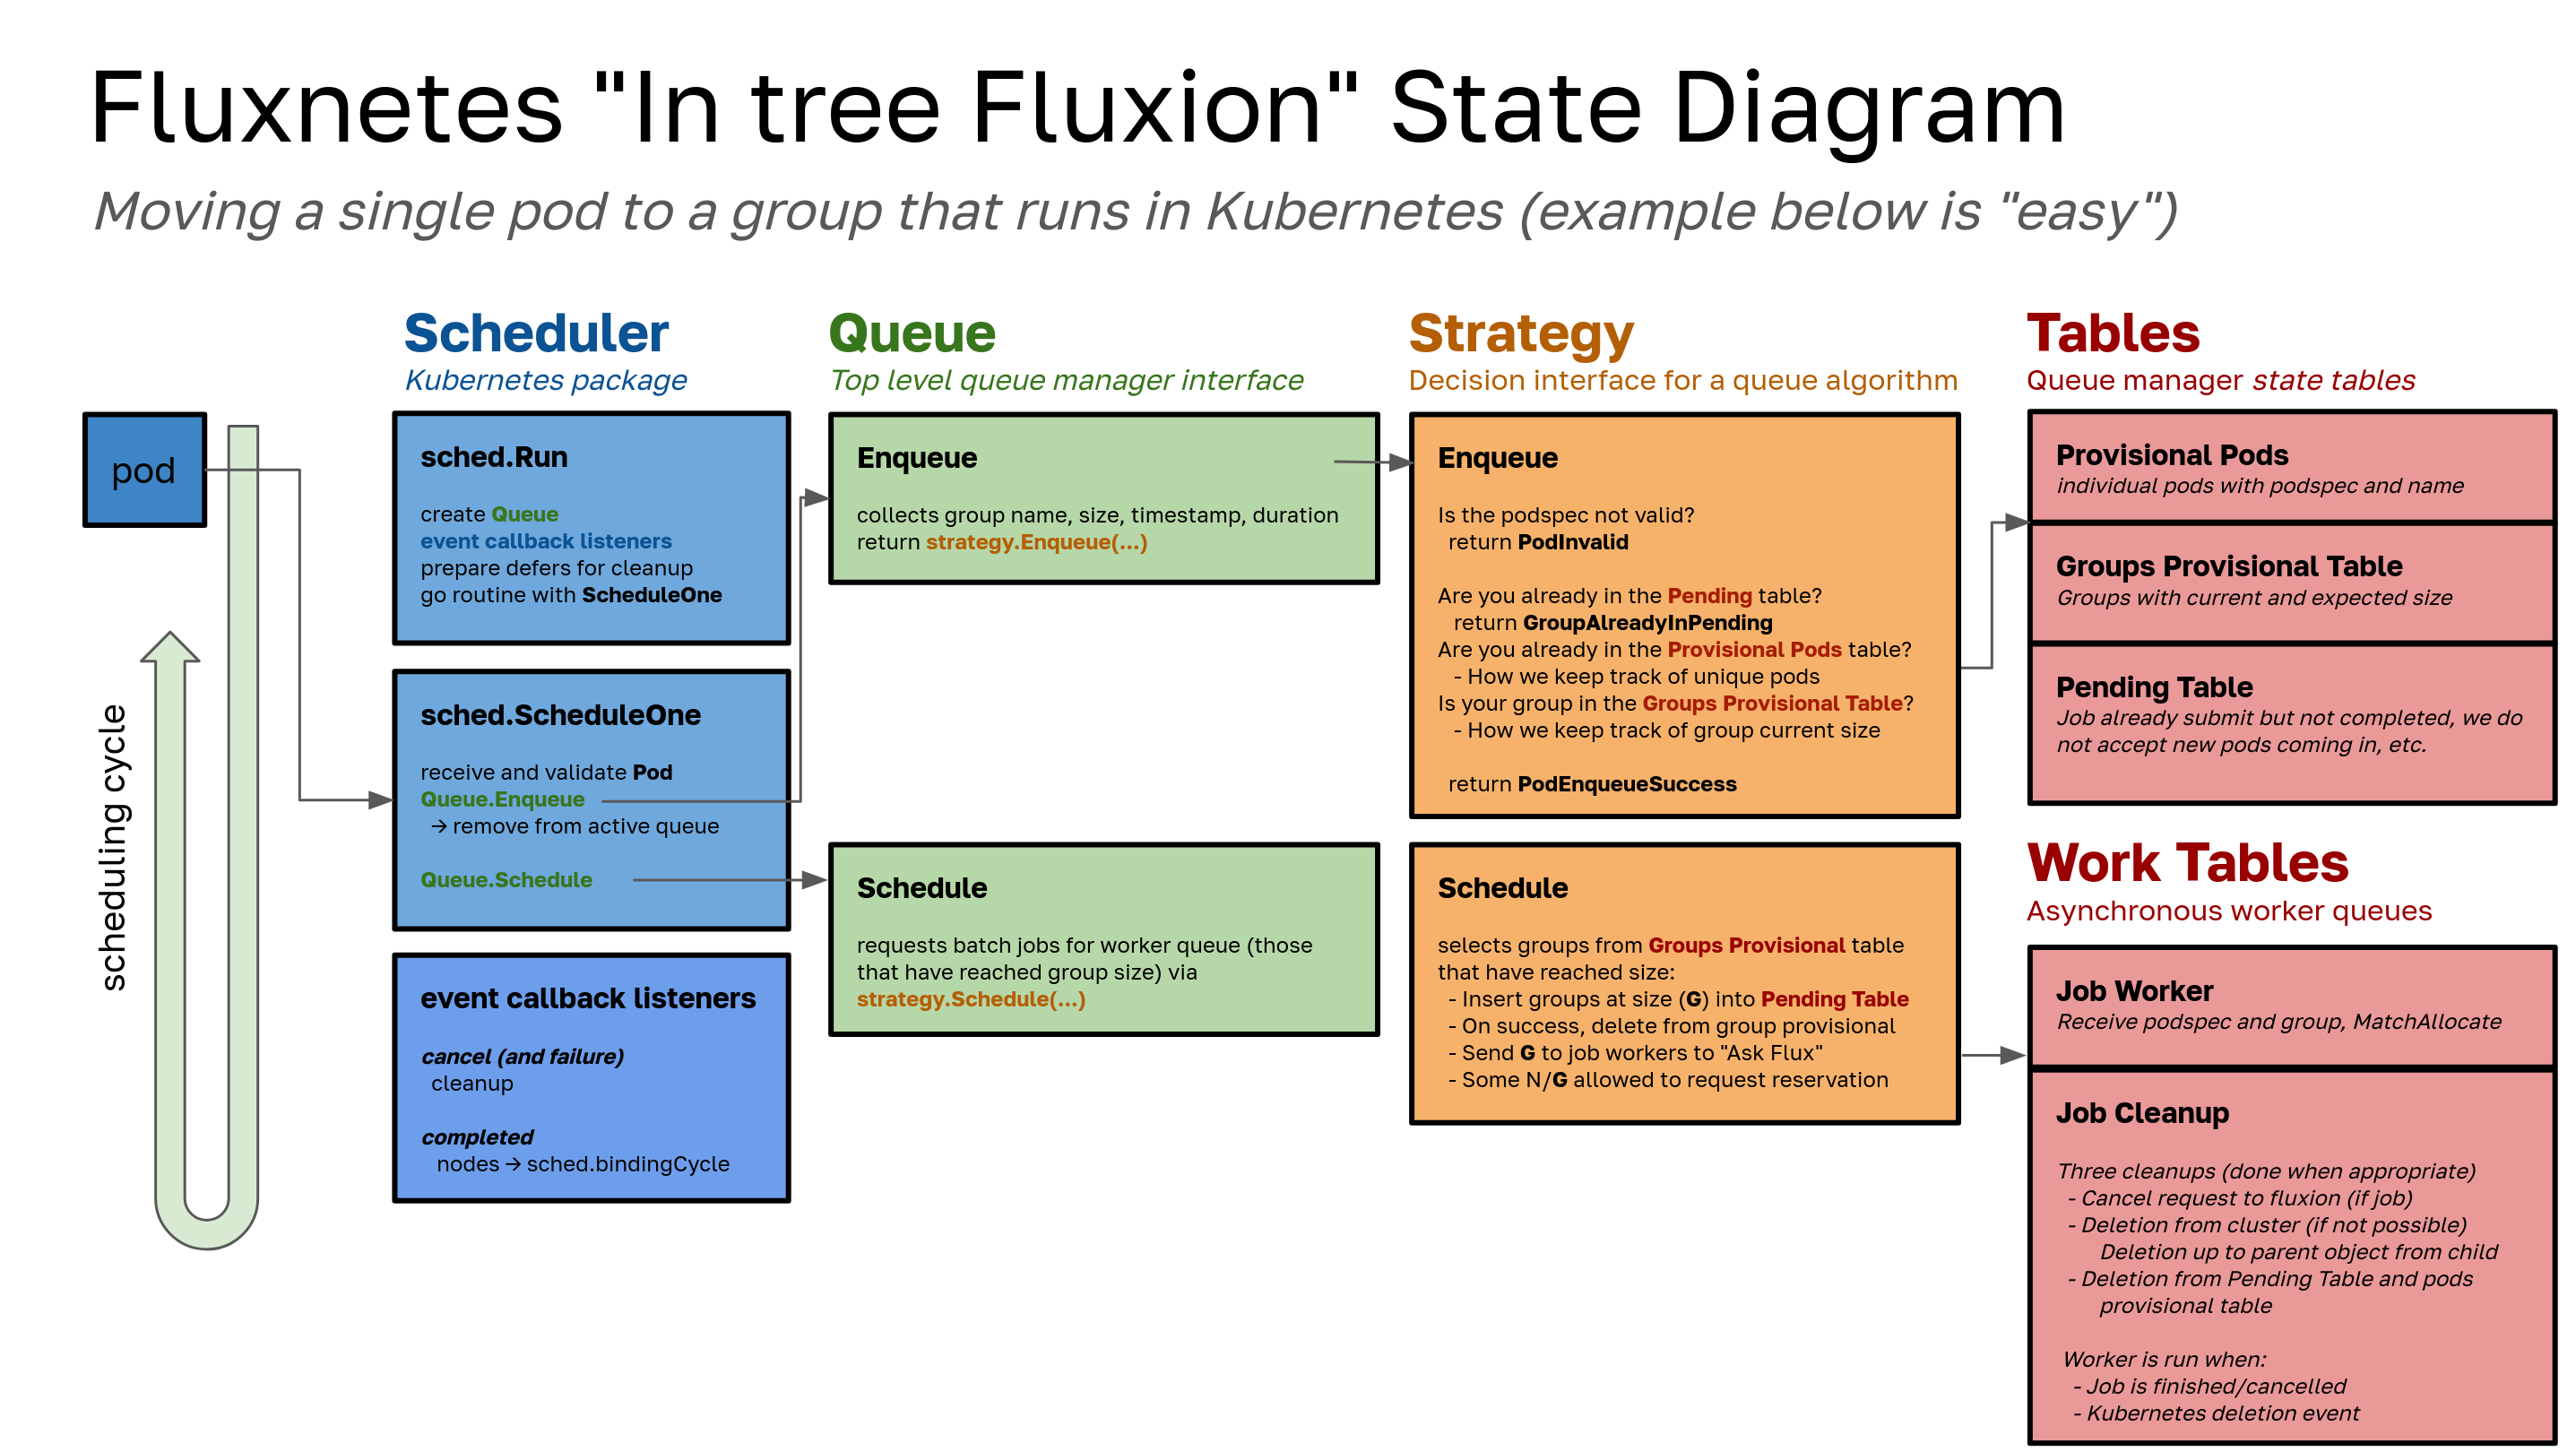 Fluxnetes "In tree Fluxion" State Diagram
Moving a single pod to a group that runs in Kubernetes (example below is "easy")
pod
scheduling cycle
Scheduler
Kubernetes package
sched.Run
create Queue
event callback listeners
prepare defers for cleanup
go routine with ScheduleOne
sched.ScheduleOne
receive and validate Pod
Queue.Enqueue
→ remove from active queue
Queue.Schedule
event callback listeners
cancel (and failure)
cleanup
completed
nodes → sched.bindingCycle
Queue
Top level queue manager interface
Enqueue
collects group name, size, timestamp, duration
return strategy.Enqueue(...)
Schedule
requests batch jobs for worker queue (those
that have reached group size) via
strategy.Schedule(...)
Strategy
Decision interface for a queue algorithm
Enqueue
Is the podspec not valid?
return PodInvalid
Are you already in the Pending table?
return GroupAlreadyInPending
Are you already in the Provisional Pods table?
- How we keep track of unique pods
Is your group in the Groups Provisional Table?
- How we keep track of group current size
return PodEnqueueSuccess
Schedule
selects groups from Groups Provisional table
that have reached size:
- Insert groups at size (G) into Pending Table
- On success, delete from group provisional
- Send G to job workers to "Ask Flux"
- Some N/G allowed to request reservation
Tables
Queue manager state tables
Provisional Pods
individual pods with podspec and name
Groups Provisional Table
Groups with current and expected size
Pending Table
Job already submit but not completed, we do
not accept new pods coming in, etc.
Work Tables
Asynchronous worker queues
Job Worker
Receive podspec and group, MatchAllocate
Job Cleanup
Three cleanups (done when appropriate)
- Cancel request to fluxion (if job)
- Deletion from cluster (if not possible)
Deletion up to parent object from child
- Deletion from Pending Table and pods
provisional table
Worker is run when:
- Job is finished/cancelled
- Kubernetes deletion event